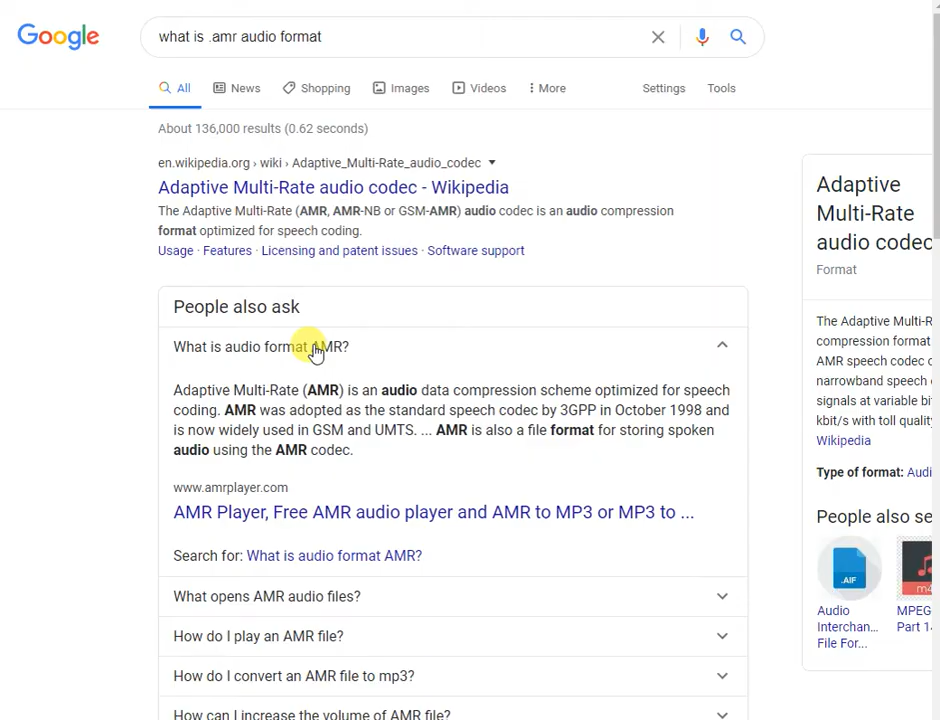 Google
what is .amr audio format
All
News
Shopping
Images
Videos
More
Settings
Tools
About 136,000 results (0.62 seconds)
en.wikipedia.org › wiki › Adaptive_Multi-Rate_audio_codec
Adaptive Multi-Rate audio codec - Wikipedia
The Adaptive Multi-Rate (AMR, AMR-NB or GSM-AMR) audio codec is an audio compression
format optimized for speech coding.
Usage · Features · Licensing and patent issues · Software support
People also ask
What is audio format AMR?
Adaptive Multi-Rate (AMR) is an audio data compression scheme optimized for speech
coding. AMR was adopted as the standard speech codec by 3GPP in October 1998 and
is now widely used in GSM and UMTS. ... AMR is also a file format for storing spoken
audio using the AMR codec.
www.amrplayer.com
AMR Player, Free AMR audio player and AMR to MP3 or MP3 to ...
Search for: What is audio format AMR?
What opens AMR audio files?
How do I play an AMR file?
How do I convert an AMR file to mp3?
How can I increase the volume of AMR file?
Adaptive
Multi-Rate
audio codec
Format
The Adaptive Multi-R
compression format
AMR speech codec c
narrowband speech
signals at variable bi
kbit/s with toll quality
Wikipedia
Type of format: Audi
People also se
.AIF
m4
Audio
Interchan...
File For...
MPEG
Part 14